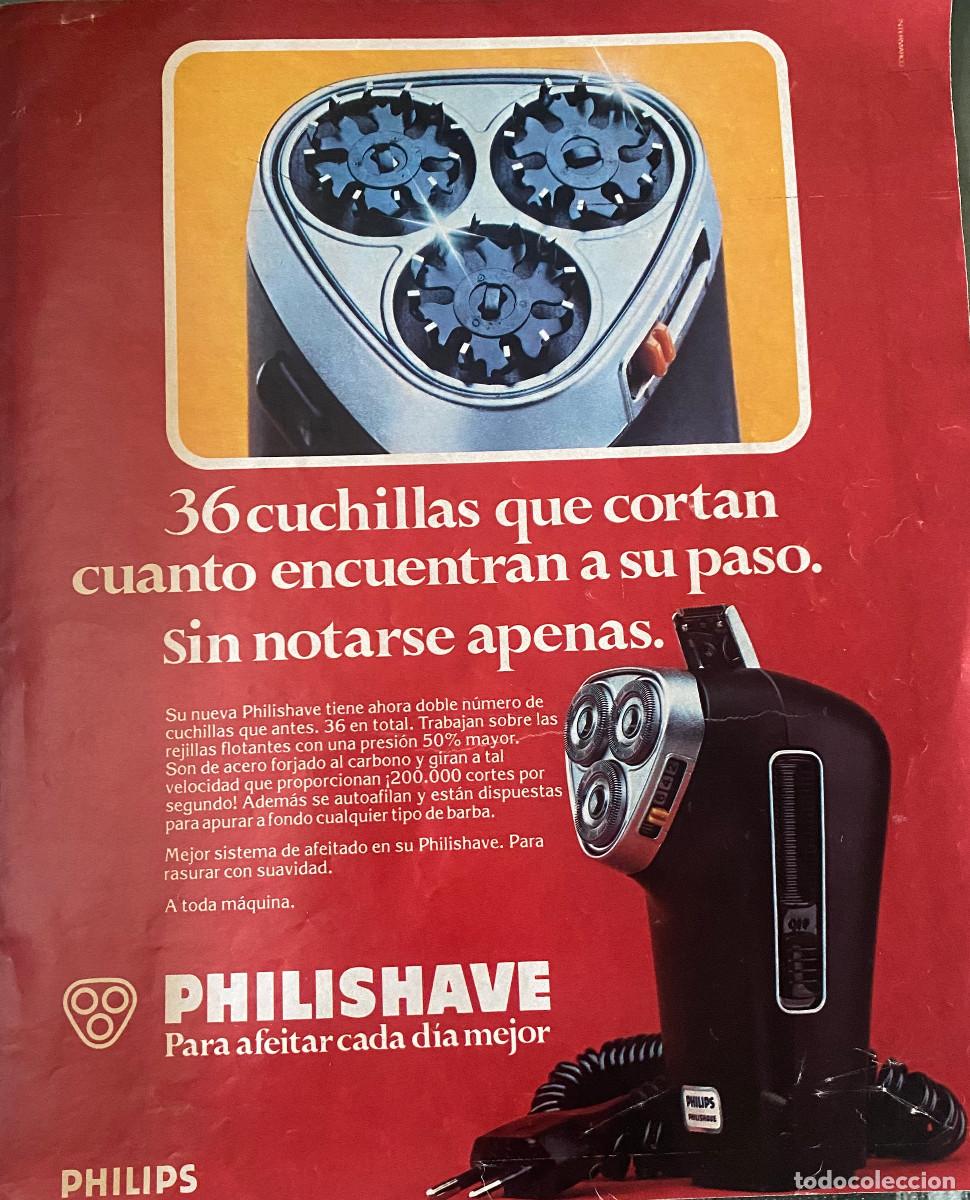 INTERMARCO
36 cuchillas que cortan
cuanto encuentran a su paso.
Sin notarse apenas.
Su nueva Philishave tiene ahora doble número de
cuchillas que antes. 36 en total. Trabajan sobre las
rejillas flotantes con una presión 50% mayor.
Son de acero forjado al carbono y giran a tal
velocidad que proporcionan ¡200.000 cortes por
segundo! Además se autoafilan y están dispuestas
para apurar a fondo cualquier tipo de barba.
Mejor sistema de afeitado en su Philishave. Para
rasurar con suavidad.
A toda máquina.
PHILISHAVE
Para afeitar cada día mejor
PHILIPS
PHILISHAVE
PHILIPS
todocoleccion